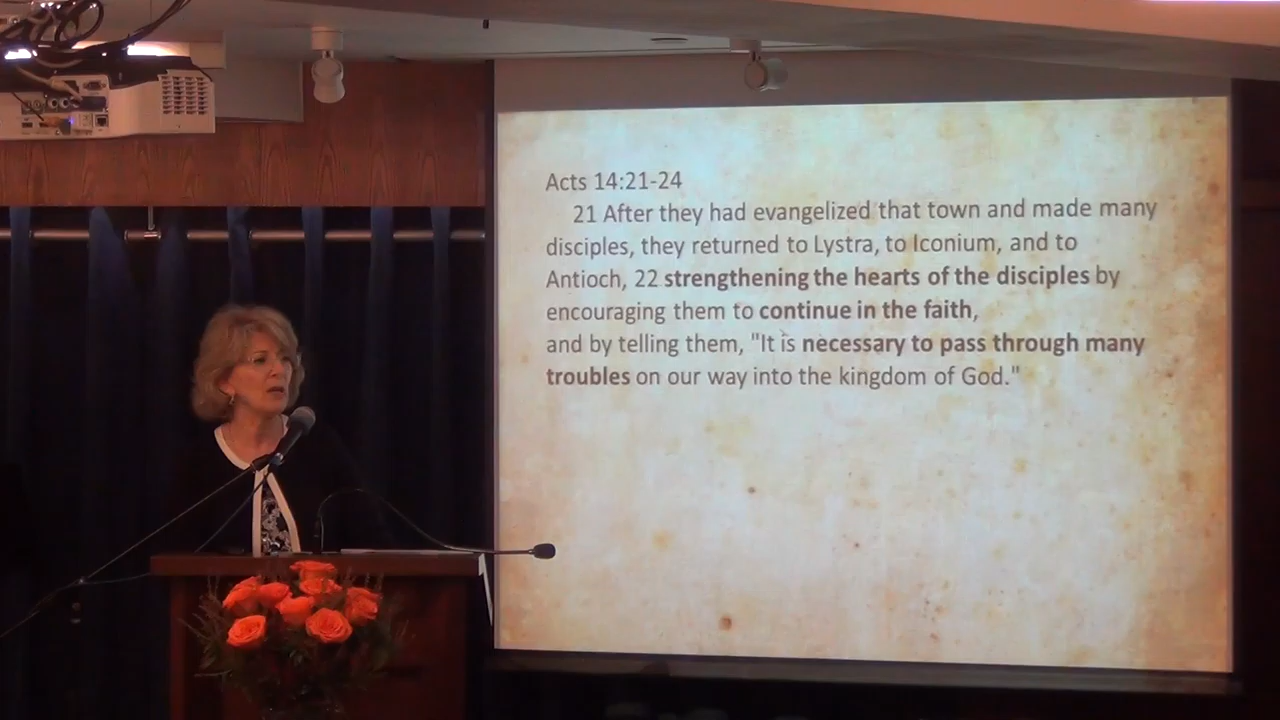 Acts 14:21-24
21 After they had evangelized that town and made many
disciples, they returned to Lystra, to Iconium, and to
Antioch, 22 strengthening the hearts of the disciples by
encouraging them to continue in the faith,
and by telling them, "It is necessary to pass through many
troubles on our way into the kingdom of God."